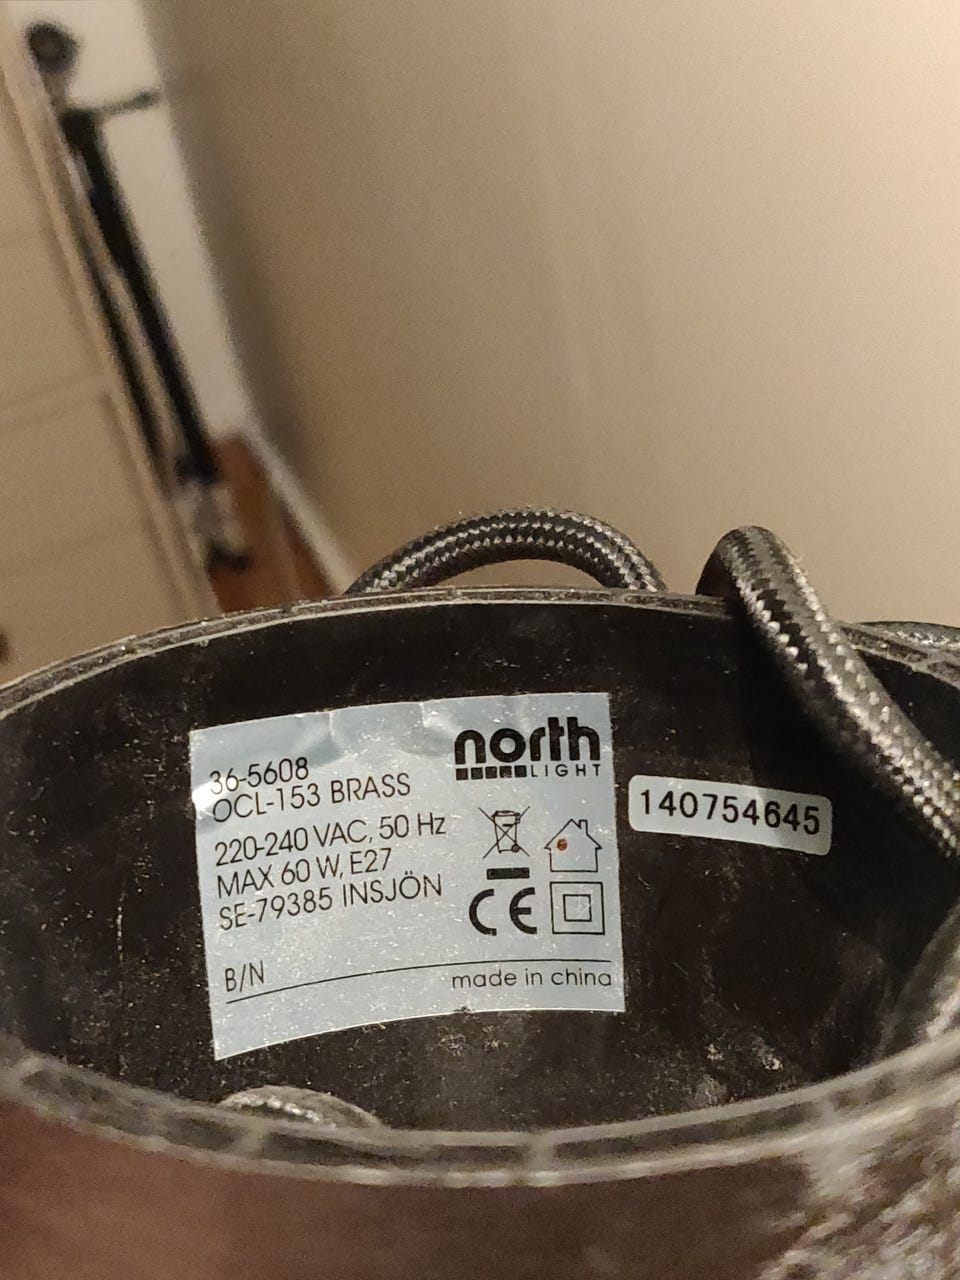 36-5608
OCL-153 BRASS
220-240 VAC, 50 Hz
MAX 60 W, E27
SE-79385 INSJÖN
B/N
north
LIGHT
CE
made in china
140754645